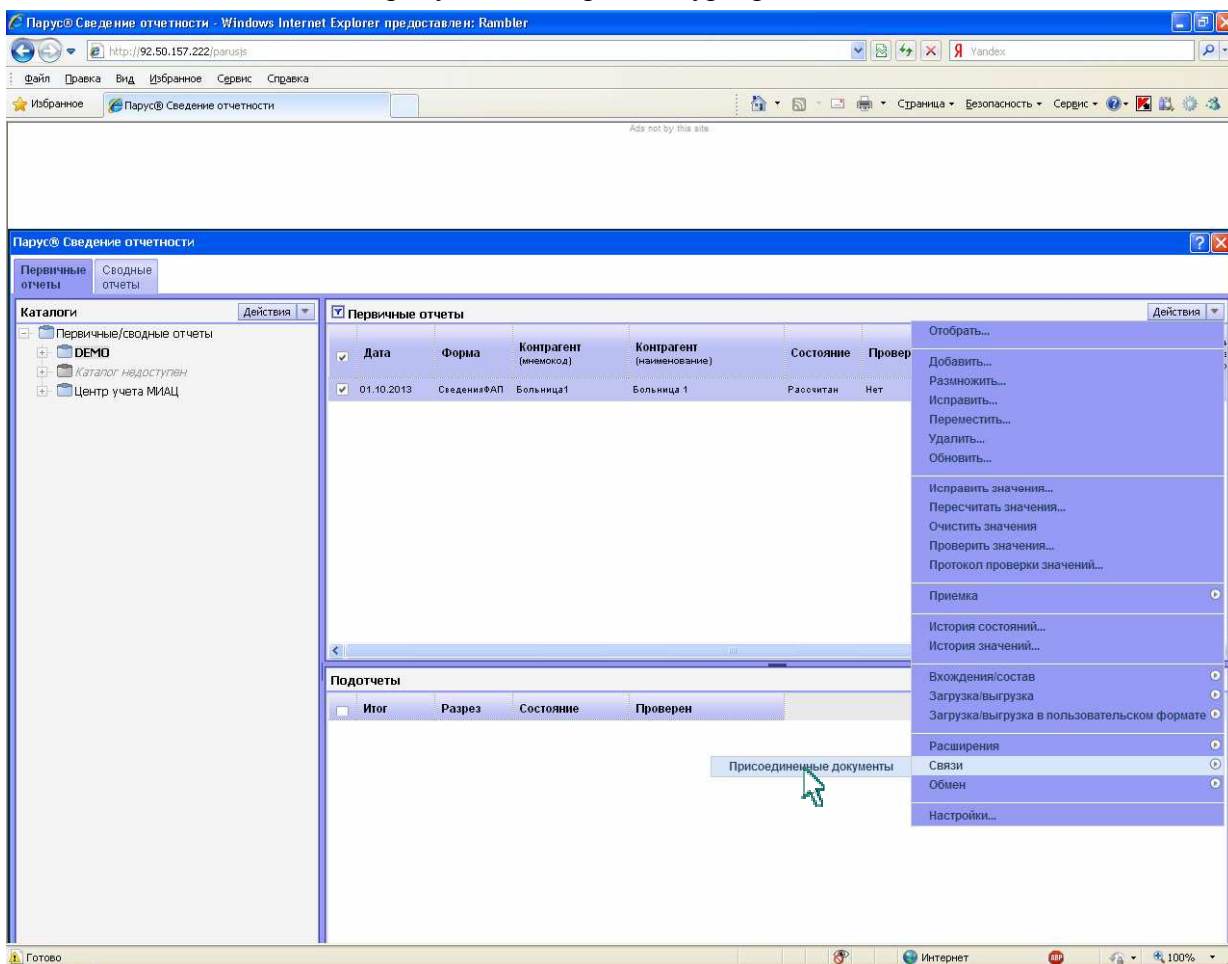 Парус® Сведение отчетности - Windows Internet Explorer предоставлен: Rambler
http://92.50.157.222/parusjs
Yandex
Файл Правка Вид Избранное Сервис Справка
Избранное Парус® Сведение отчетности Страница Безопасность Сервис
Ads not by this site
Парус® Сведение отчетности
Первичные отчеты
Сводные отчеты
Каталоги Действия
Первичные/сводные отчеты
DEMO
Каталог недоступен
Центр учета МИАЦ
Первичные отчеты Действия
Дата Форма Контрагент (мнемокод) Контрагент (наименование) Состояние Провер
01.10.2013 СведенияФАП Больница1 Больница 1 Рассчитан Нет
Отобрать...
Добавить...
Размножить...
Исправить...
Переместить...
Удалить...
Обновить...
Исправить значения...
Пересчитать значения...
Очистить значения
Проверить значения...
Протокол проверки значений...
Приемка
История состояний...
История значений...
Вхождения/состав
Загрузка/выгрузка
Загрузка/выгрузка в пользовательском формате
Расширения
Связи
Обмен
Настройки...
Присоединенные документы
Подотчеты
Итог Разрез Состояние Проверен
Готово Интернет ABP 100%